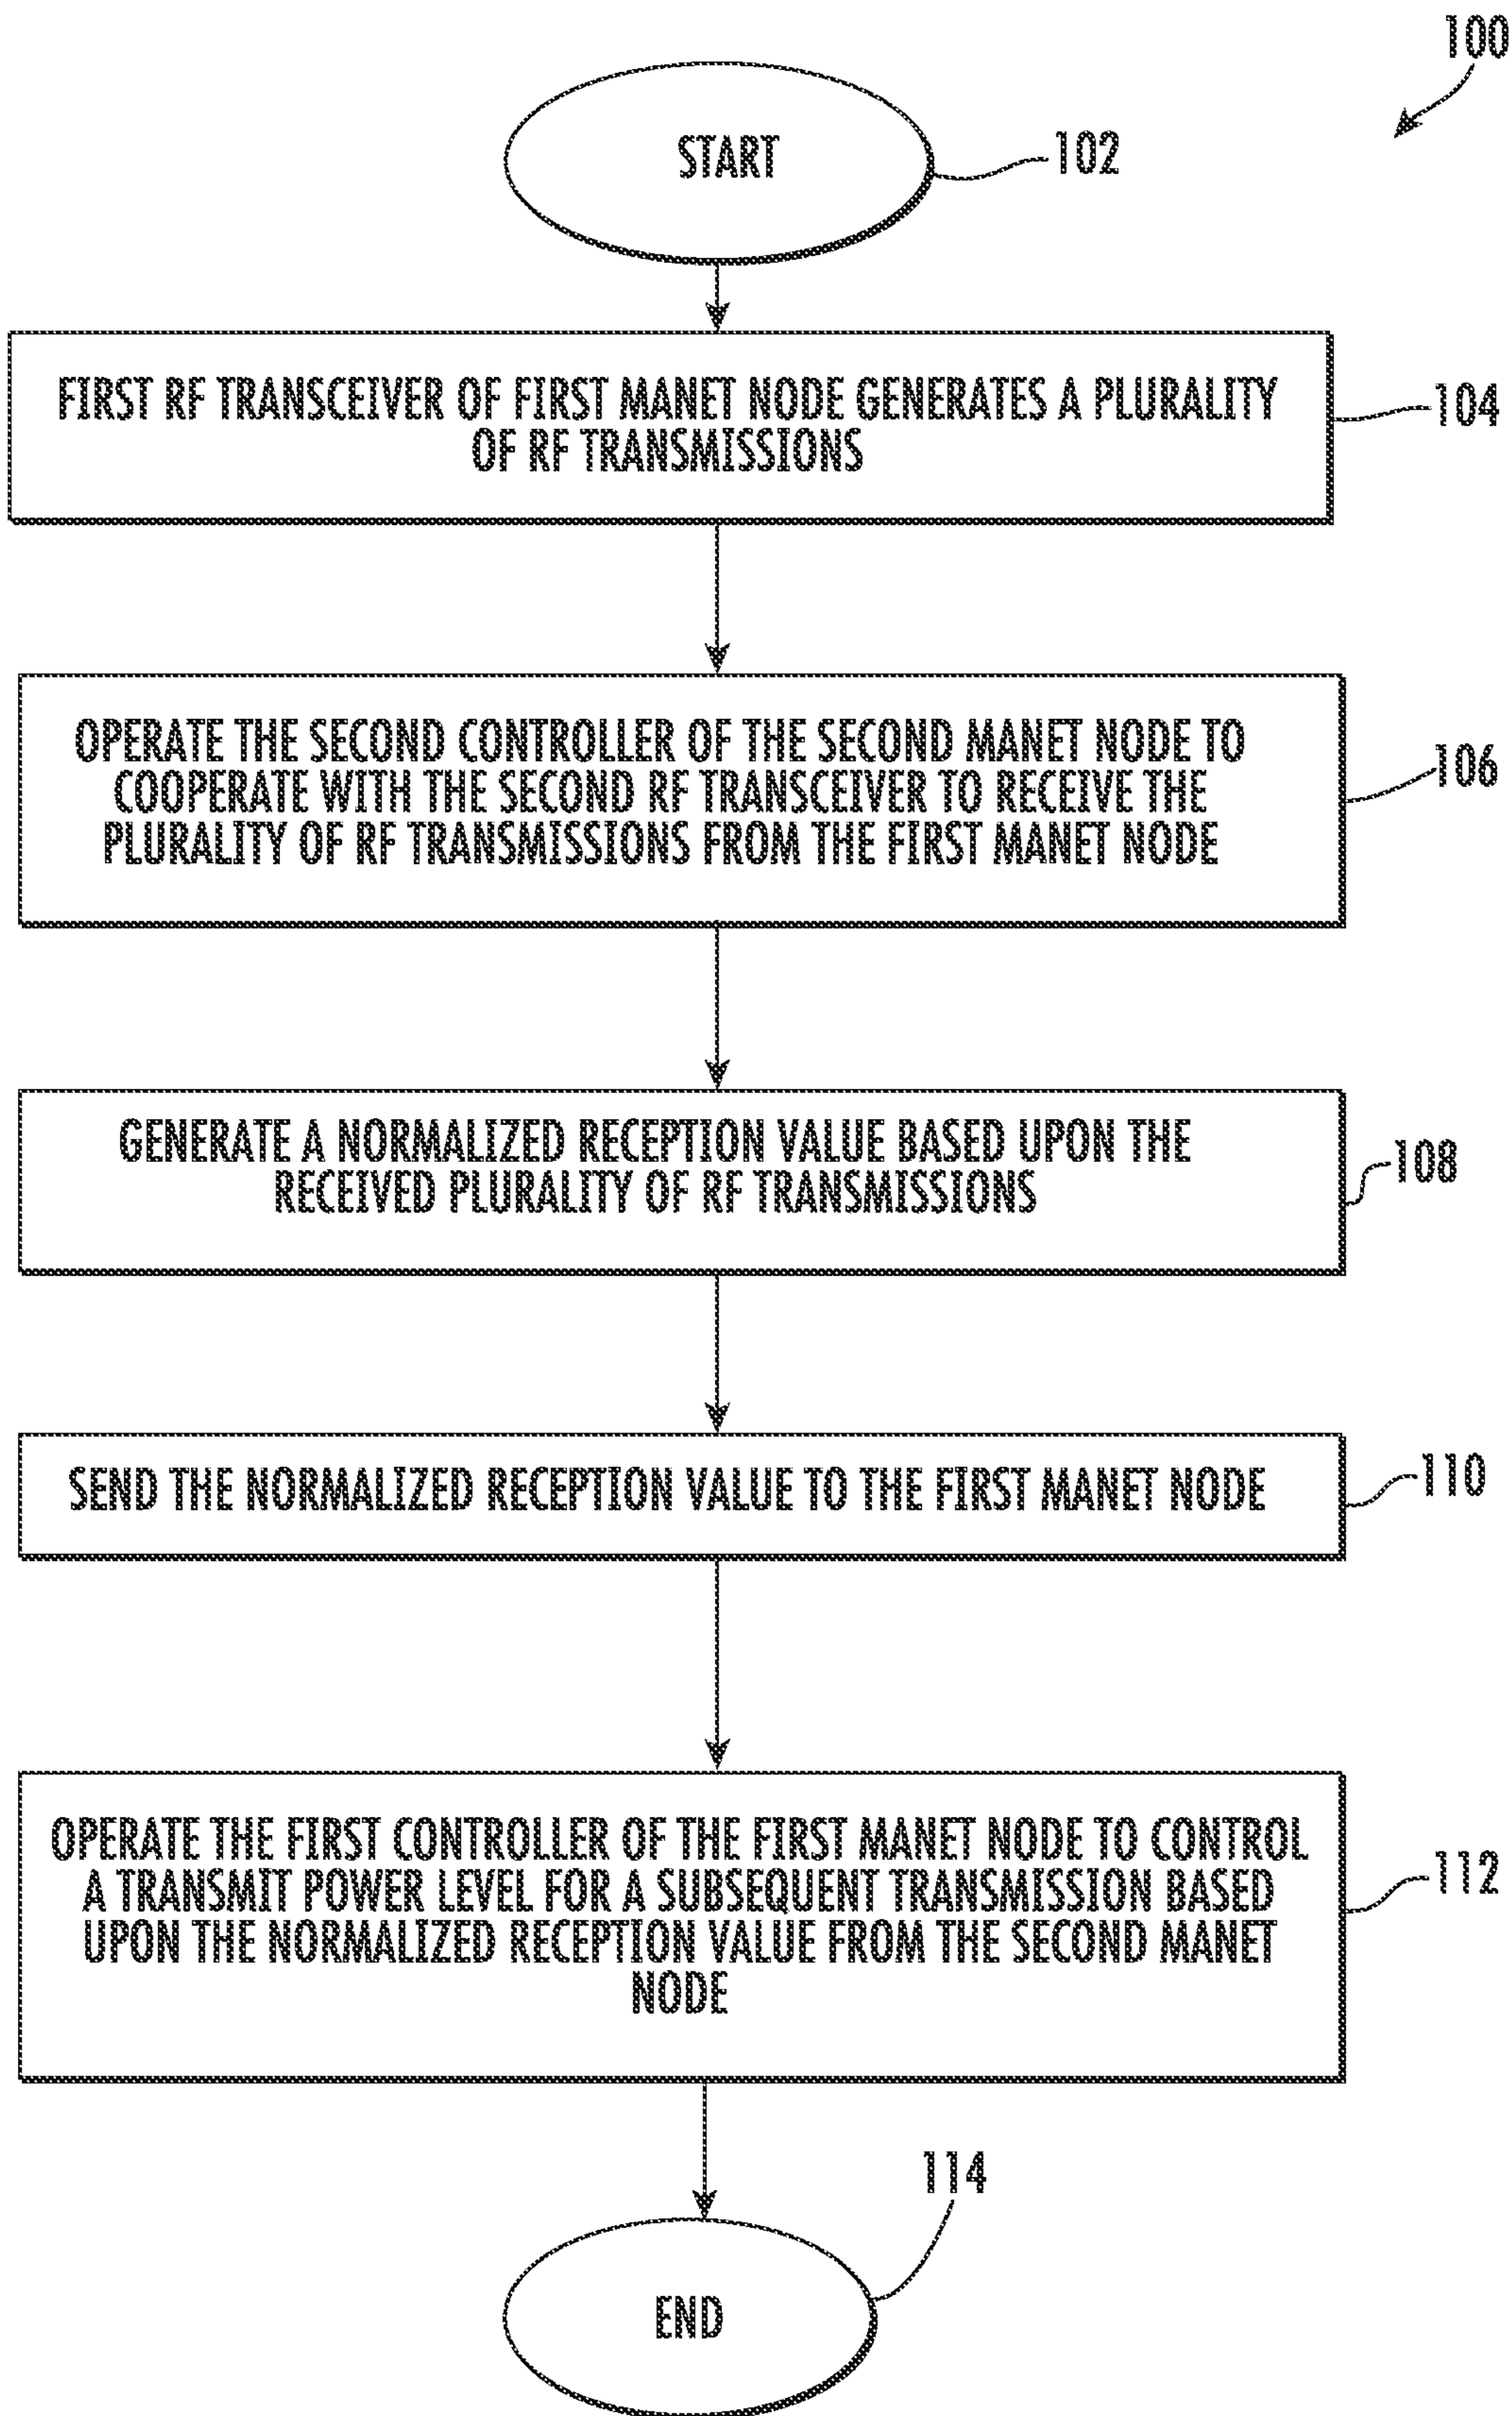 100
START
102
FIRST RF TRANSCEIVER OF FIRST MANET NODE GENERATES A PLURALITY
OF RF TRANSMISSIONS
104
OPERATE THE SECOND CONTROLLER OF THE SECOND MANET NODE TO
COOPERATE WITH THE SECOND RF TRANSCEIVER TO RECEIVE THE
PLURALITY OF RF TRANSMISSIONS FROM THE FIRST MANET NODE
106
GENERATE A NORMALIZED RECEPTION VALUE BASED UPON THE
RECEIVED PLURALITY OF RF TRANSMISSIONS
108
SEND THE NORMALIZED RECEPTION VALUE TO THE FIRST MANET NODE
110
OPERATE THE FIRST CONTROLLER OF THE FIRST MANET NODE TO CONTROL
A TRANSMIT POWER LEVEL FOR A SUBSEQUENT TRANSMISSION BASED
UPON THE NORMALIZED RECEPTION VALUE FROM THE SECOND MANET
NODE
112
114
END